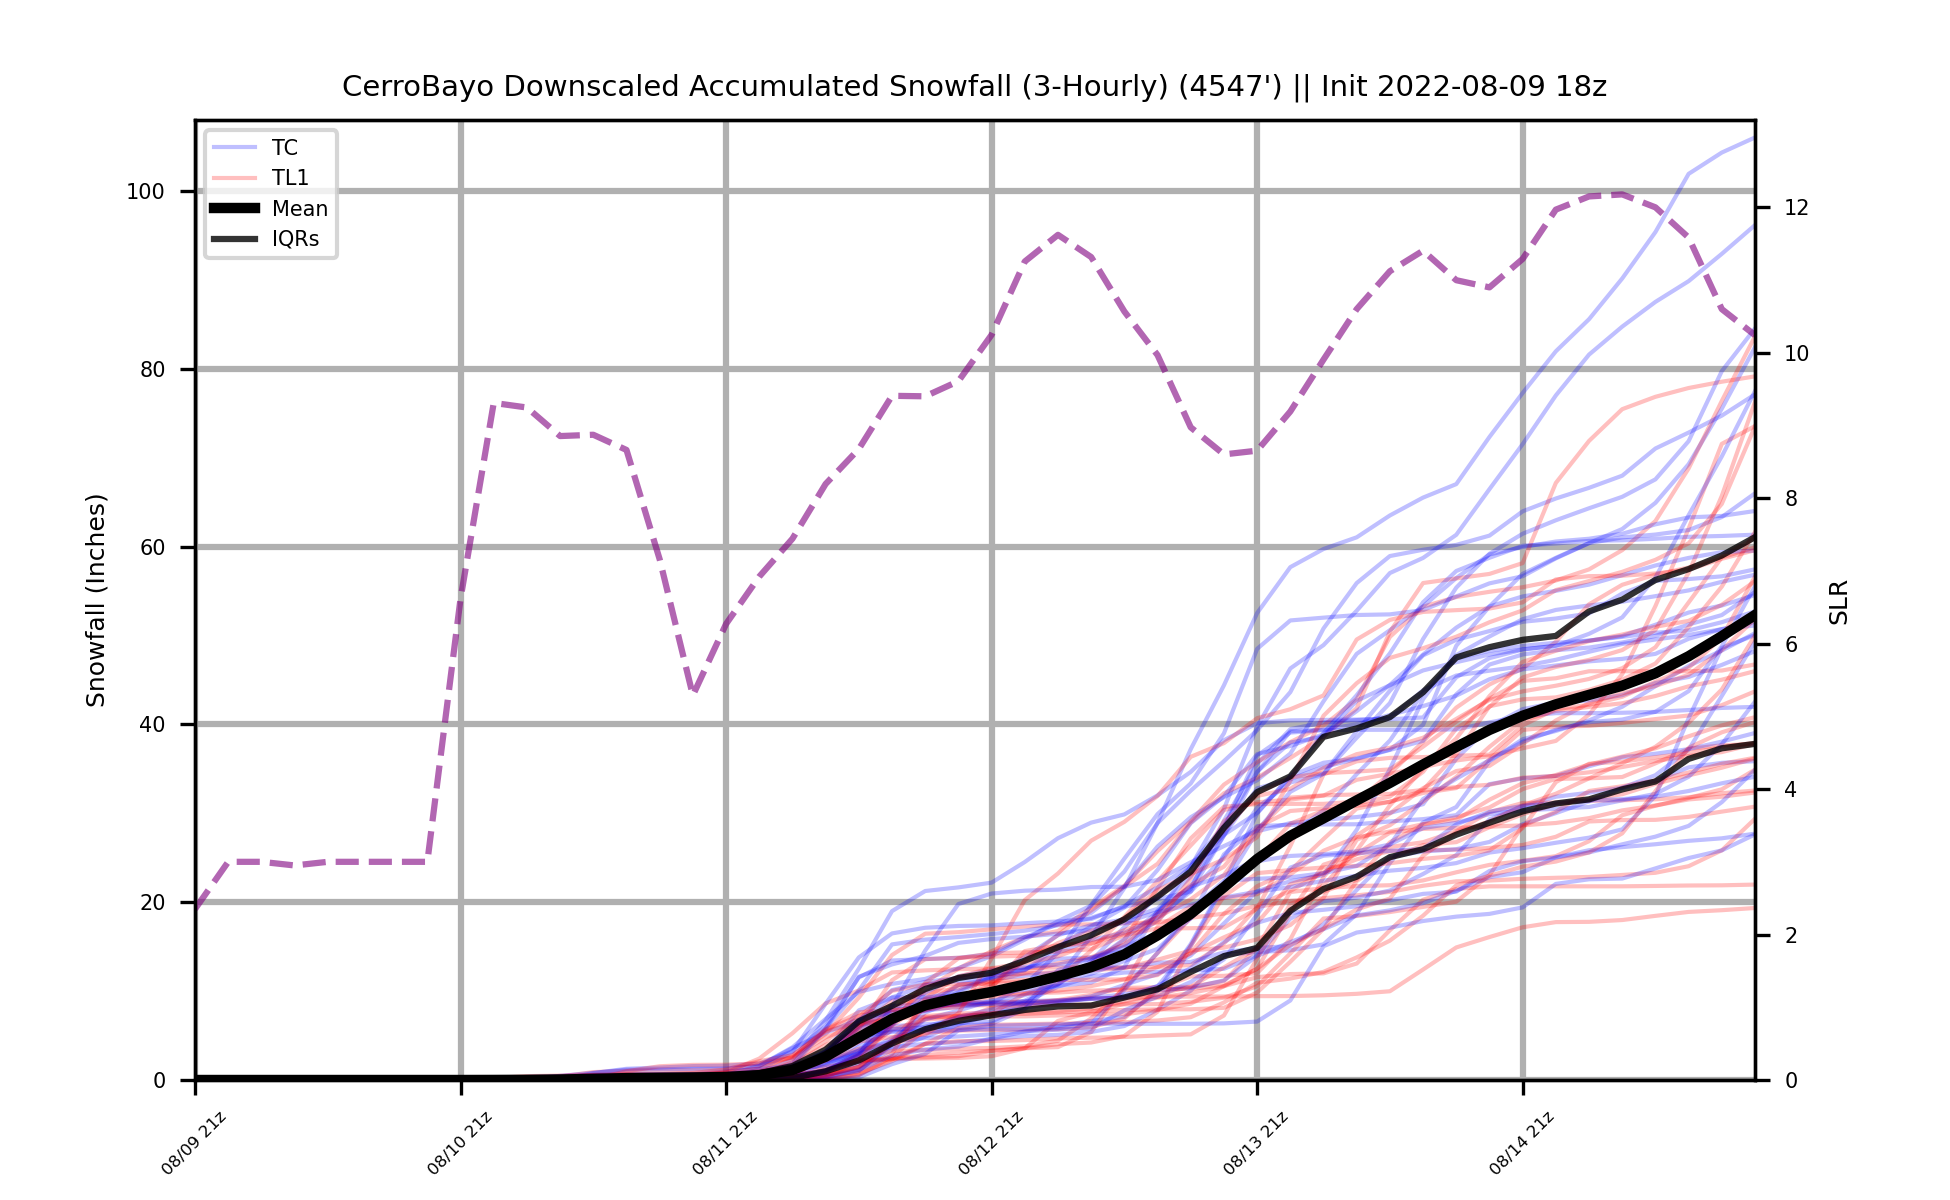 CerroBayo Downscaled Accumulated Snowfall (3-Hourly) (4547') || Init 2022-08-09 18z
TC
TL1
Mean
IQRs
100
80
60
40
20
0
Snowfall (Inches)
12
10
8
6
4
2
0
SLR
08/09 21z
08/10 21z
08/11 21z
08/12 21z
08/13 21z
08/14 21z